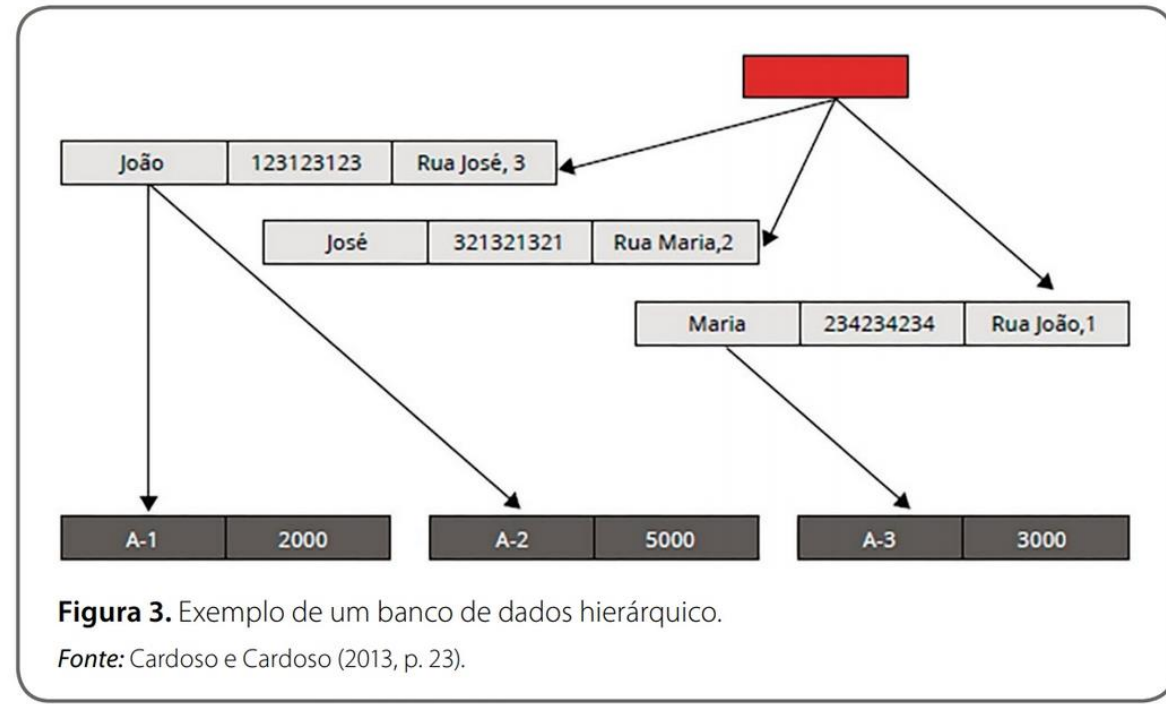 João 123123123 Rua José, 3
José 321321321 Rua Maria,2
Maria 234234234 Rua João,1
A-1 2000 A-2 5000 A-3 3000
Figura 3. Exemplo de um banco de dados hierárquico.
Fonte: Cardoso e Cardoso (2013, p. 23).